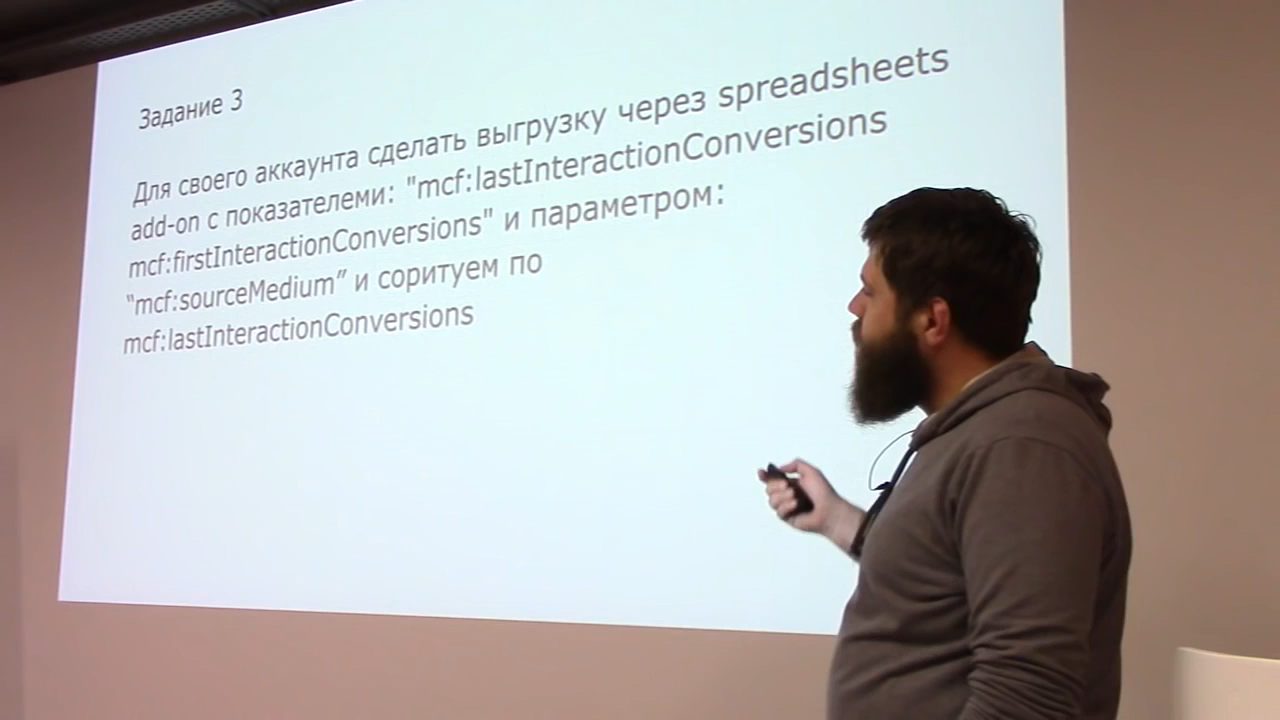 Задание 3
Для своего аккаунта сделать выгрузку через spreadsheets
add-on с показателеми: "mcf:lastInteractionConversions
mcf:firstInteractionConversions" и параметром:
“mcf:sourceMedium” и соритуем по
mcf:lastInteractionConversions